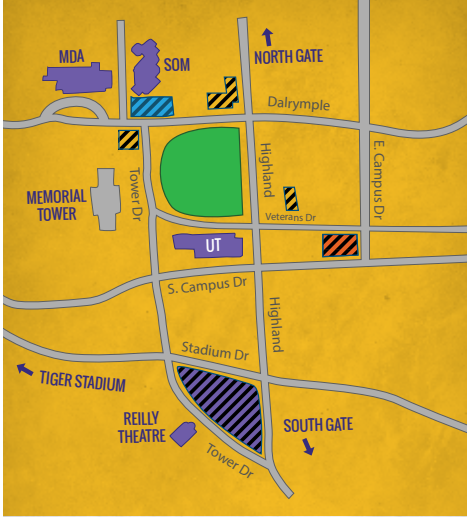 MDA
SOM
NORTH GATE
Dalrymple
Highland
E. Campus Dr
MEMORIAL
TOWER
Tower Dr
Veterans Dr
UT
S. Campus Dr
Highland
Stadium Dr
TIGER STADIUM
REILLY
THEATRE
SOUTH GATE
Tower Dr